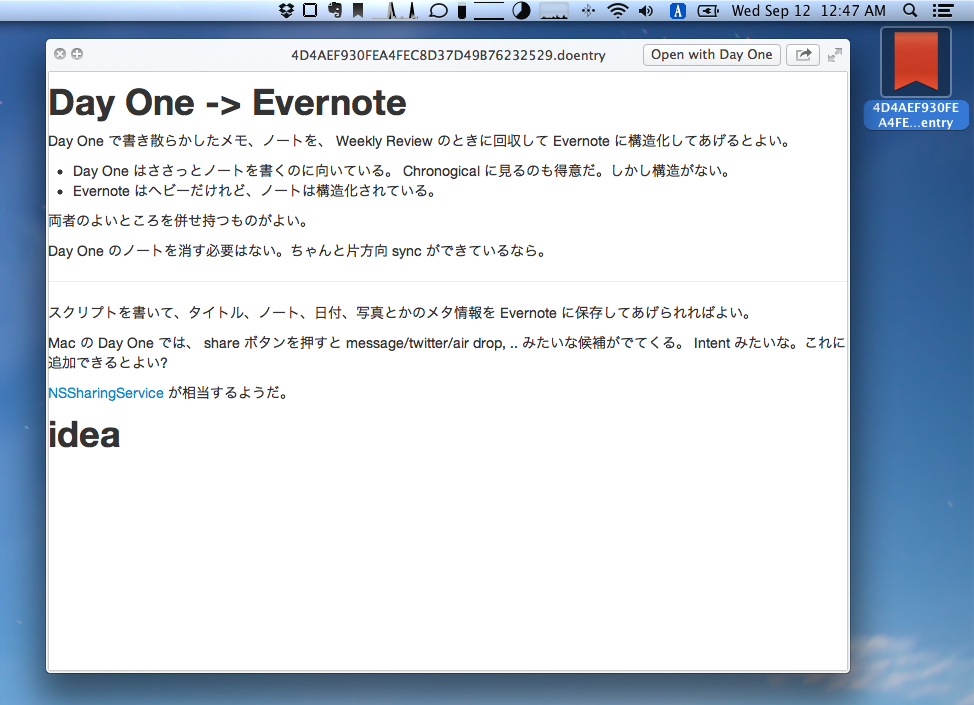 Wed Sep 12 12:47 AM
4D4AEF930FEA4FEC8D37D49B76232529.doentry
Open with Day One
4D4AEF930FE
A4FE...entry
Day One -> Evernote
Day One で書き散らかしたメモ、ノートを、 Weekly Review のときに回収して Evernote に構造化してあげるとよい。
• Day One はささっとノートを書くのに向いている。 Chronogical に見るのも得意だ。しかし構造がない。
• Evernote はヘビーだけれど、ノートは構造化されている。
両者のよいところを併せ持つものがよい。
Day One のノートを消す必要はない。ちゃんと片方向 sync ができているなら。
スクリプトを書いて、タイトル、ノート、日付、写真とかのメタ情報を Evernote に保存してあげられればよい。
Mac の Day One では、 share ボタンを押すと message/twitter/air drop, .. みたいな候補がでてくる。 Intent みたいな。これに
追加できるとよい?
NSSharingService が相当するようだ。
idea